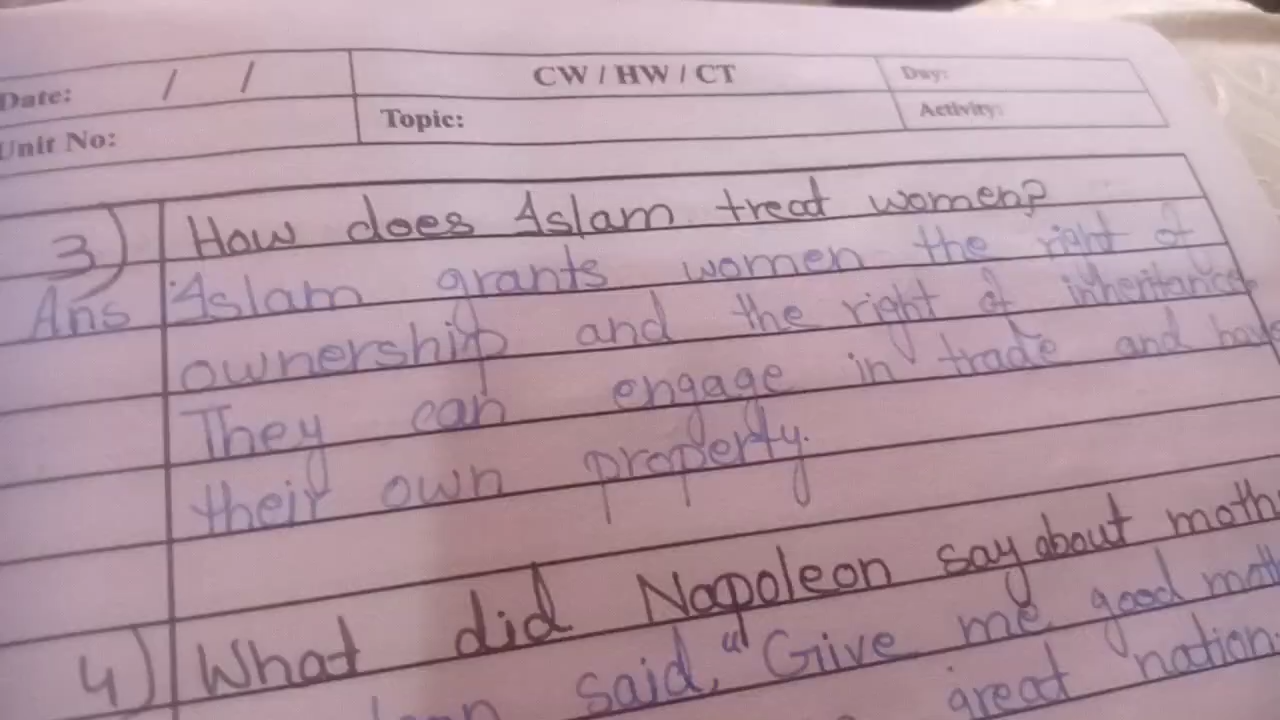 Date: / / CW / HW / CT Day:
Unit No: Topic: Activity:
3) How does Islam treat women?
Ans Islam grants women the right of
ownership and the right of inheritance
They can engage in trade and have
their own property.
4) What did Napoleon say about moth
said, "Giive me good moth
great nation